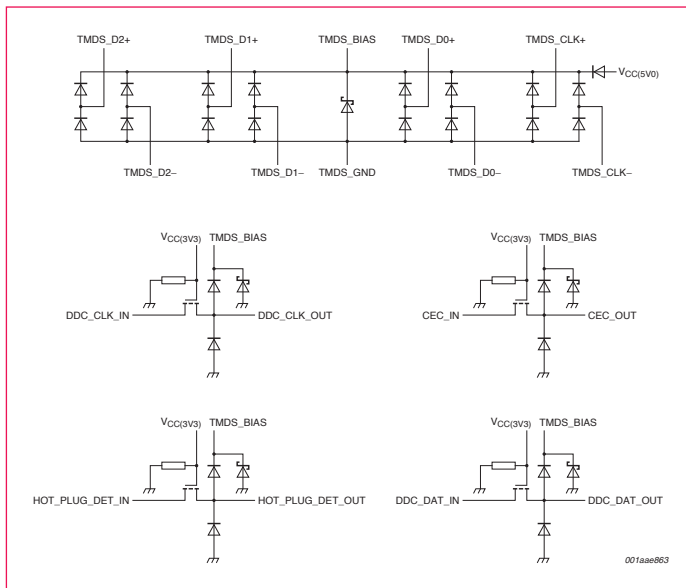 TMDS_D2+ TMDS_D1+ TMDS_BIAS TMDS_D0+ TMDS_CLK+
VCC(5V0)
TMDS_D2− TMDS_D1− TMDS_GND TMDS_D0− TMDS_CLK−
VCC(3V3) TMDS_BIAS VCC(3V3) TMDS_BIAS
DDC_CLK_IN DDC_CLK_OUT CEC_IN CEC_OUT
VCC(3V3) TMDS_BIAS VCC(3V3) TMDS_BIAS
HOT_PLUG_DET_IN HOT_PLUG_DET_OUT DDC_DAT_IN DDC_DAT_OUT
001aae863